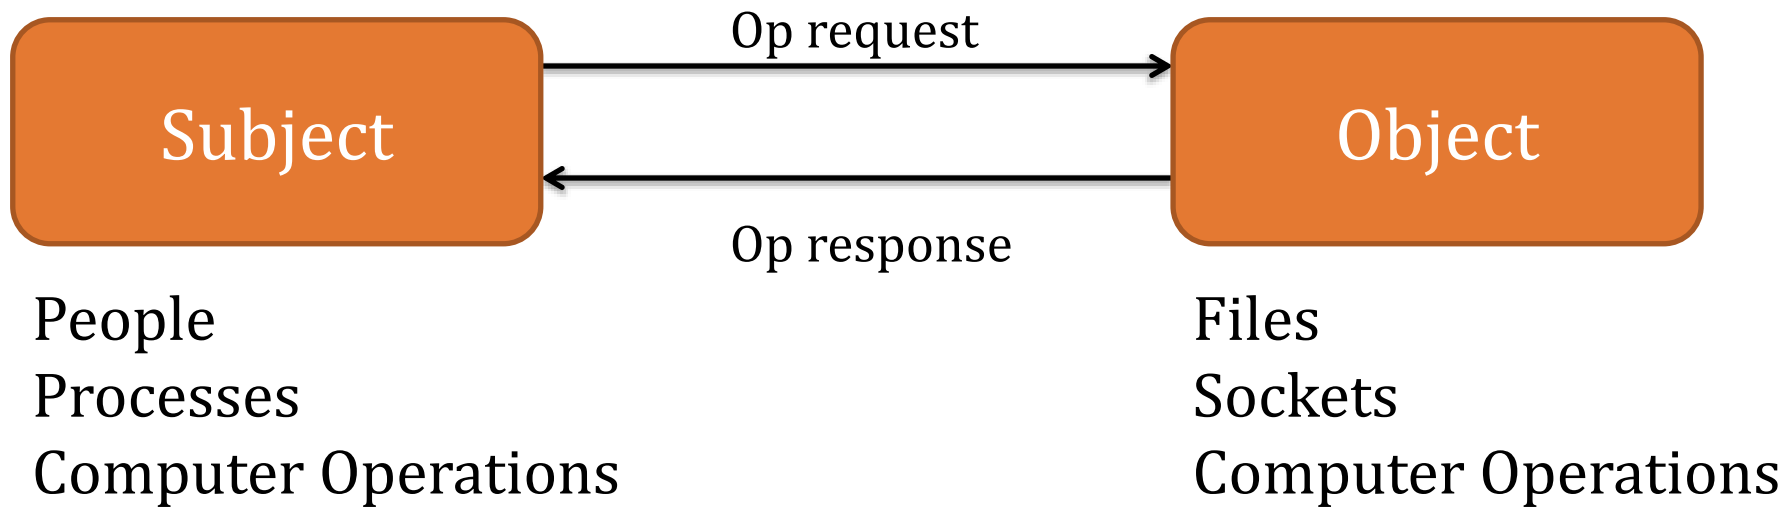 Op request
Subject
Object
Op response
People
Processes
Computer Operations
Files
Sockets
Computer Operations